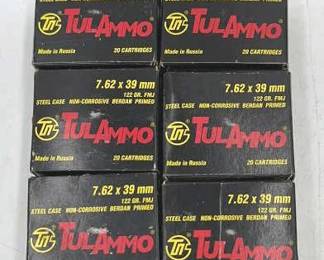 TulAmmo
Made in Russia 20 CARTRIDGES
TulAmmo
Made in Russia 20 CARTRIDGES
7.62 x 39 mm
122 GR. FMJ
STEEL CASE NON-CORROSIVE BERDAN PRIMED
TulAmmo
Made in Russia 20 CARTRIDGES
7.62 x 39 mm
122 GR. FMJ
STEEL CASE NON-CORROSIVE BERDAN PRIMED
TulAmmo
Made in Russia 20 CARTRIDGES
7.62 x 39 mm
122 GR. FMJ
STEEL CASE NON-CORROSIVE BERDAN PRIMED
TulAmmo
7.62 x 39 mm
122 GR. FMJ
STEEL CASE NON-CORROSIVE BERDAN PRIMED
TulAmmo